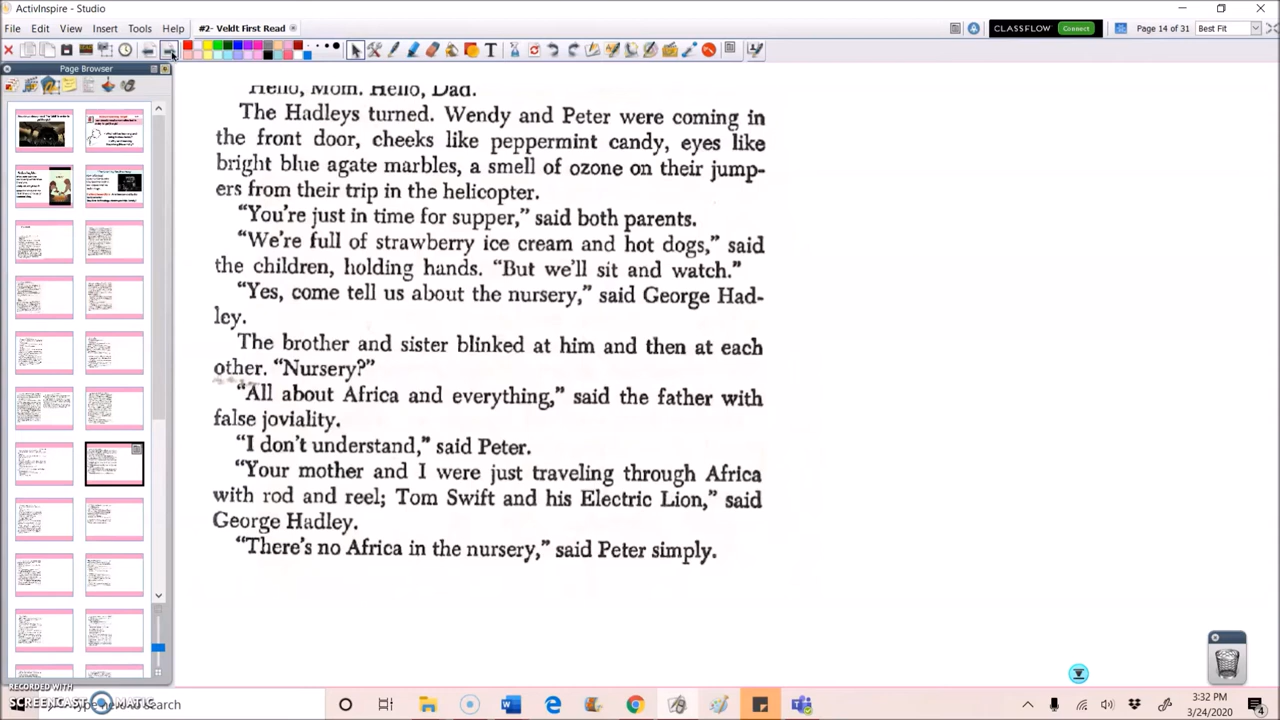 ActivInspire - Studio
File Edit View Insert Tools Help #2- Veldt First Read CLASSFLOW Connect Page 14 of 31 Best Fit
Page Browser
Hello, Mom. Hello, Dad.
The Hadleys turned. Wendy and Peter were coming in
the front door, cheeks like peppermint candy, eyes like
bright blue agate marbles, a smell of ozone on their jump-
ers from their trip in the helicopter.
“You’re just in time for supper,” said both parents.
“We’re full of strawberry ice cream and hot dogs,” said
the children, holding hands. “But we’ll sit and watch.”
“Yes, come tell us about the nursery,” said George Had-
ley.
The brother and sister blinked at him and then at each
other. “Nursery?”
“All about Africa and everything,” said the father with
false joviality.
“I don’t understand,” said Peter.
“Your mother and I were just traveling through Africa
with rod and reel; Tom Swift and his Electric Lion,” said
George Hadley.
“There’s no Africa in the nursery,” said Peter simply.
RECORDED WITH
SCREENCAST MATIC
search
3:32 PM
3/24/2020
4